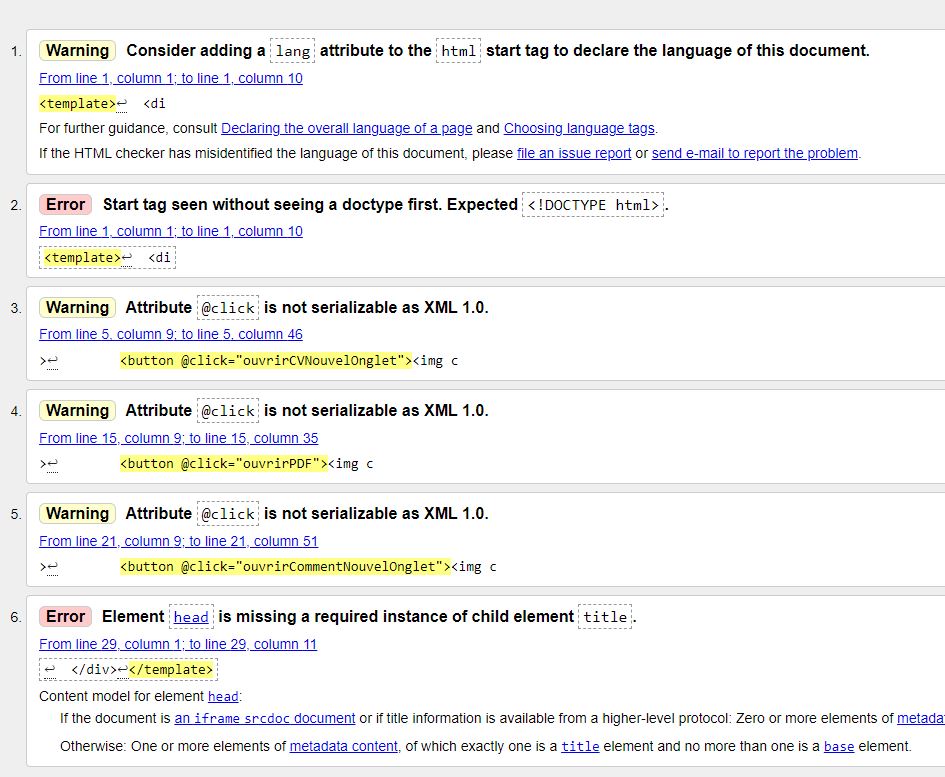 1. Warning Consider adding a lang attribute to the html start tag to declare the language of this document.
From line 1, column 1; to line 1, column 10
<template>↩ <di
For further guidance, consult Declaring the overall language of a page and Choosing language tags.
If the HTML checker has misidentified the language of this document, please file an issue report or send e-mail to report the problem.
2. Error Start tag seen without seeing a doctype first. Expected <!DOCTYPE html>.
From line 1, column 1; to line 1, column 10
<template>↩ <di
3. Warning Attribute @click is not serializable as XML 1.0.
From line 5, column 9; to line 5, column 46
>↩ <button @click="ouvrirCVNouvelOnglet"><img c
4. Warning Attribute @click is not serializable as XML 1.0.
From line 15, column 9; to line 15, column 35
>↩ <button @click="ouvrirPDF"><img c
5. Warning Attribute @click is not serializable as XML 1.0.
From line 21, column 9; to line 21, column 51
>↩ <button @click="ouvrirCommentNouvelOnglet"><img c
6. Error Element head is missing a required instance of child element title.
From line 29, column 1; to line 29, column 11
↩ </div>↩</template>
Content model for element head:
If the document is an iframe srcdoc document or if title information is available from a higher-level protocol: Zero or more elements of metada
Otherwise: One or more elements of metadata content, of which exactly one is a title element and no more than one is a base element.